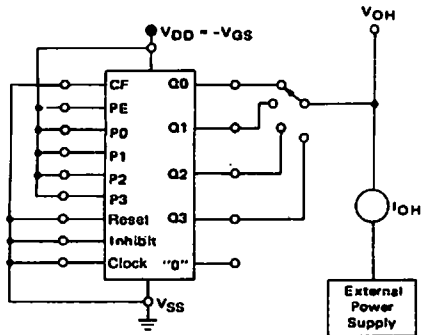 VDD = -VGS
VOH
CF
PE
P0
P1
P2
P3
Reset
Inhibit
Clock
Q0
Q1
Q2
Q3
"0"
VSS
IOH
External
Power
Supply